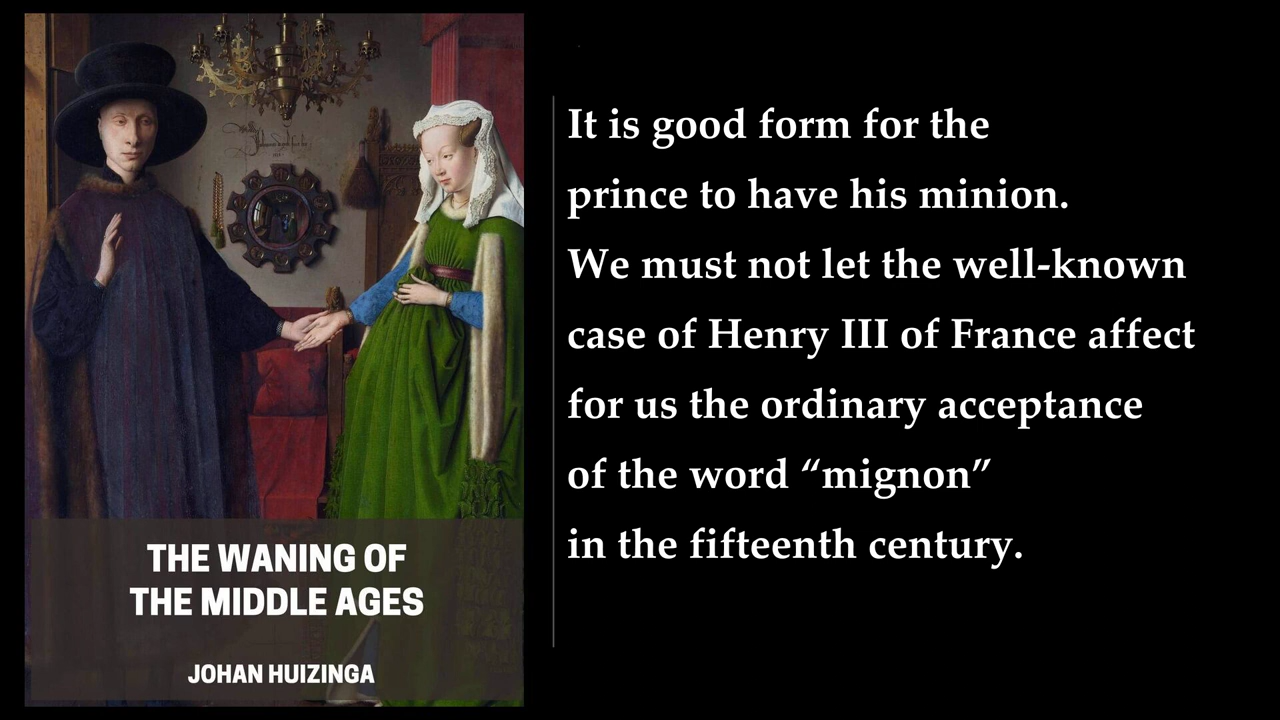 THE WANING OF
THE MIDDLE AGES
JOHAN HUIZINGA
It is good form for the
prince to have his minion.
We must not let the well-known
case of Henry III of France affect
for us the ordinary acceptance
of the word “mignon”
in the fifteenth century.